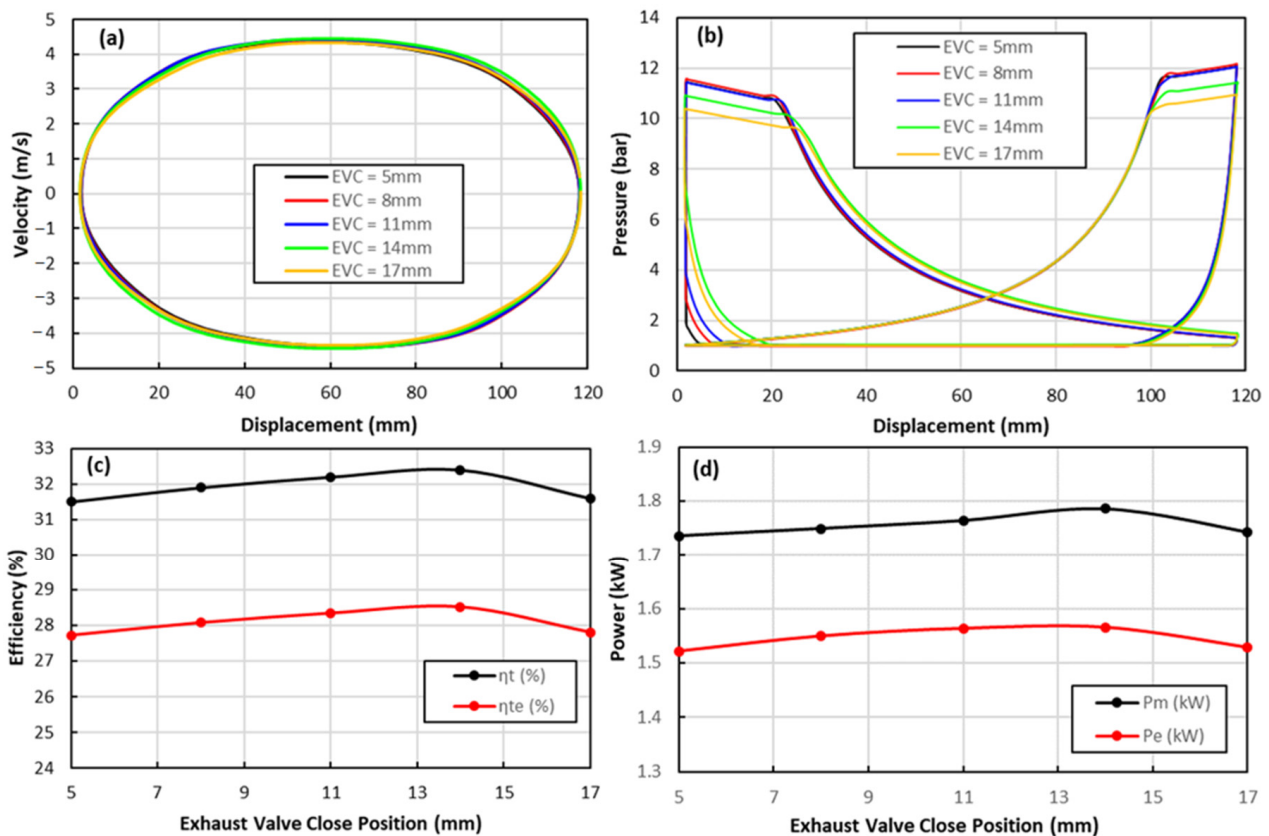 (a)
Velocity (m/s)
5
4
3
2
1
0
−1
−2
−3
−4
−5
EVC = 5mm
EVC = 8mm
EVC = 11mm
EVC = 14mm
EVC = 17mm
0 20 40 60 80 100 120
Displacement (mm)
(b)
Pressure (bar)
14
12
10
8
6
4
2
0
EVC = 5mm
EVC = 8mm
EVC = 11mm
EVC = 14mm
EVC = 17mm
0 20 40 60 80 100 120
Displacement (mm)
(c)
Efficiency (%)
33
32
31
30
29
28
27
26
25
24
ηt (%)
ηte (%)
5 7 9 11 13 15 17
Exhaust Valve Close Position (mm)
(d)
Power (kW)
1.9
1.8
1.7
1.6
1.5
1.4
1.3
Pm (kW)
Pe (kW)
5 7 9 11 13 15 17
Exhaust Valve Close Position (mm)